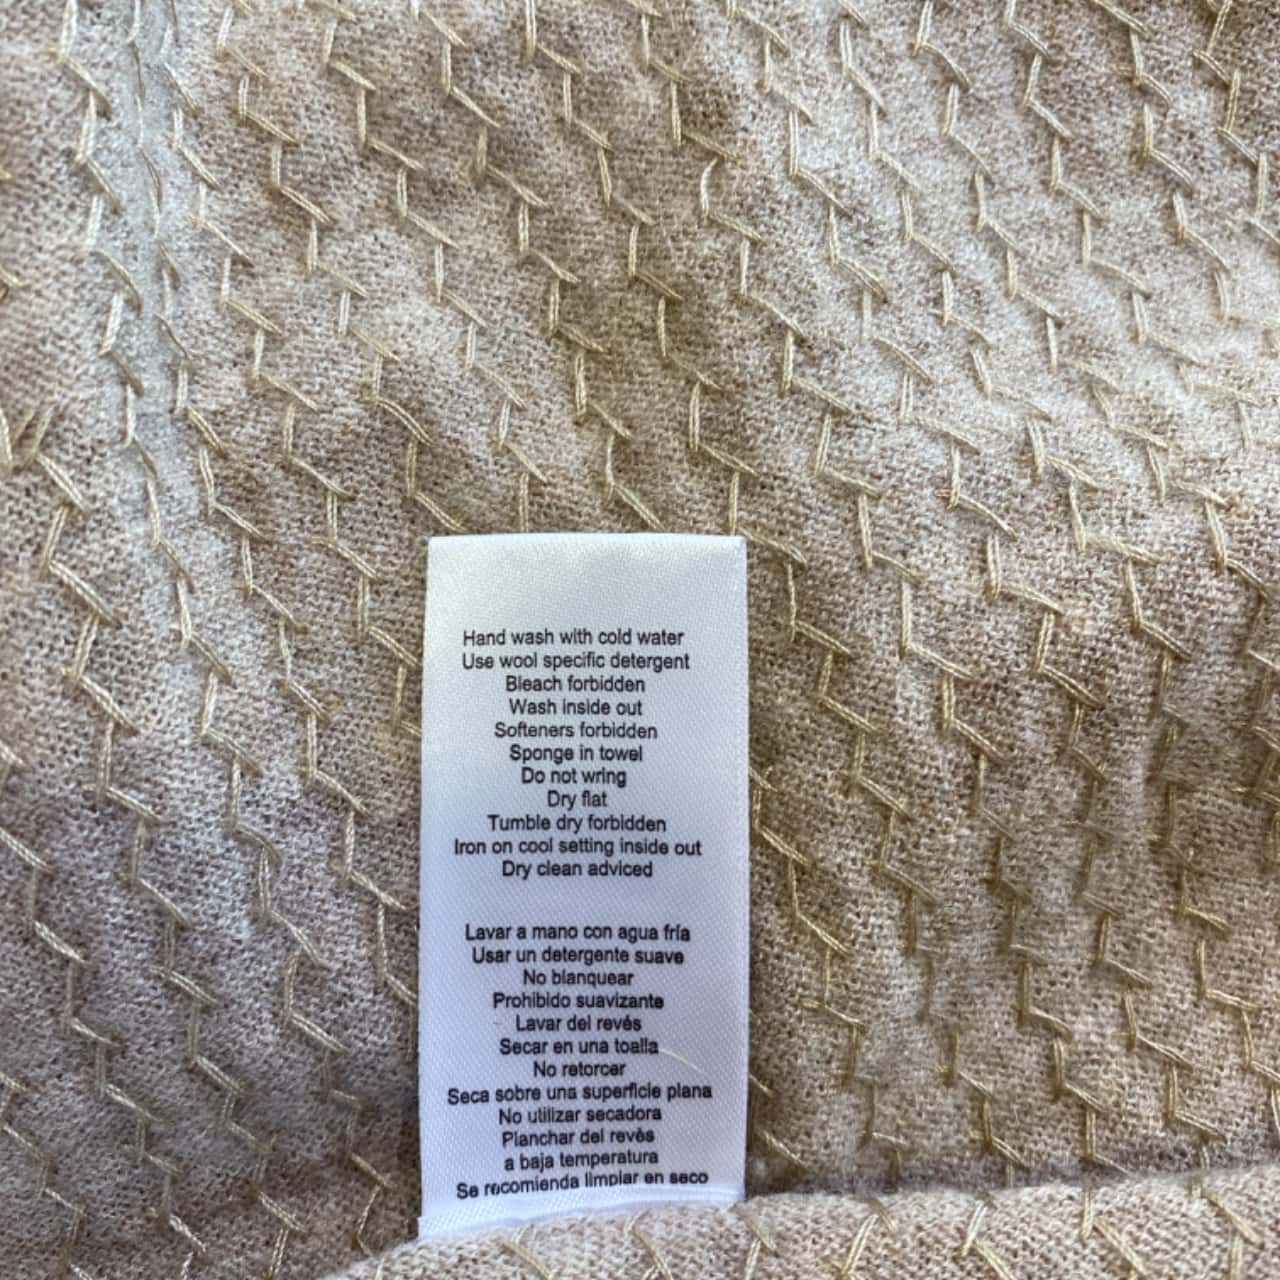 Hand wash with cold water
Use wool specific detergent
Bleach forbidden
Wash inside out
Softeners forbidden
Sponge in towel
Do not wring
Dry flat
Tumble dry forbidden
Iron on cool setting inside out
Dry clean adviced
Lavar a mano con agua fría
Usar un detergente suave
No blanquear
Prohibido suavizante
Lavar del revés
Secar en una toalla
No retorcer
Seca sobre una superficie plana
No utilizar secadora
Planchar del revès
a baja temperatura
Se recomienda limpiar en seco